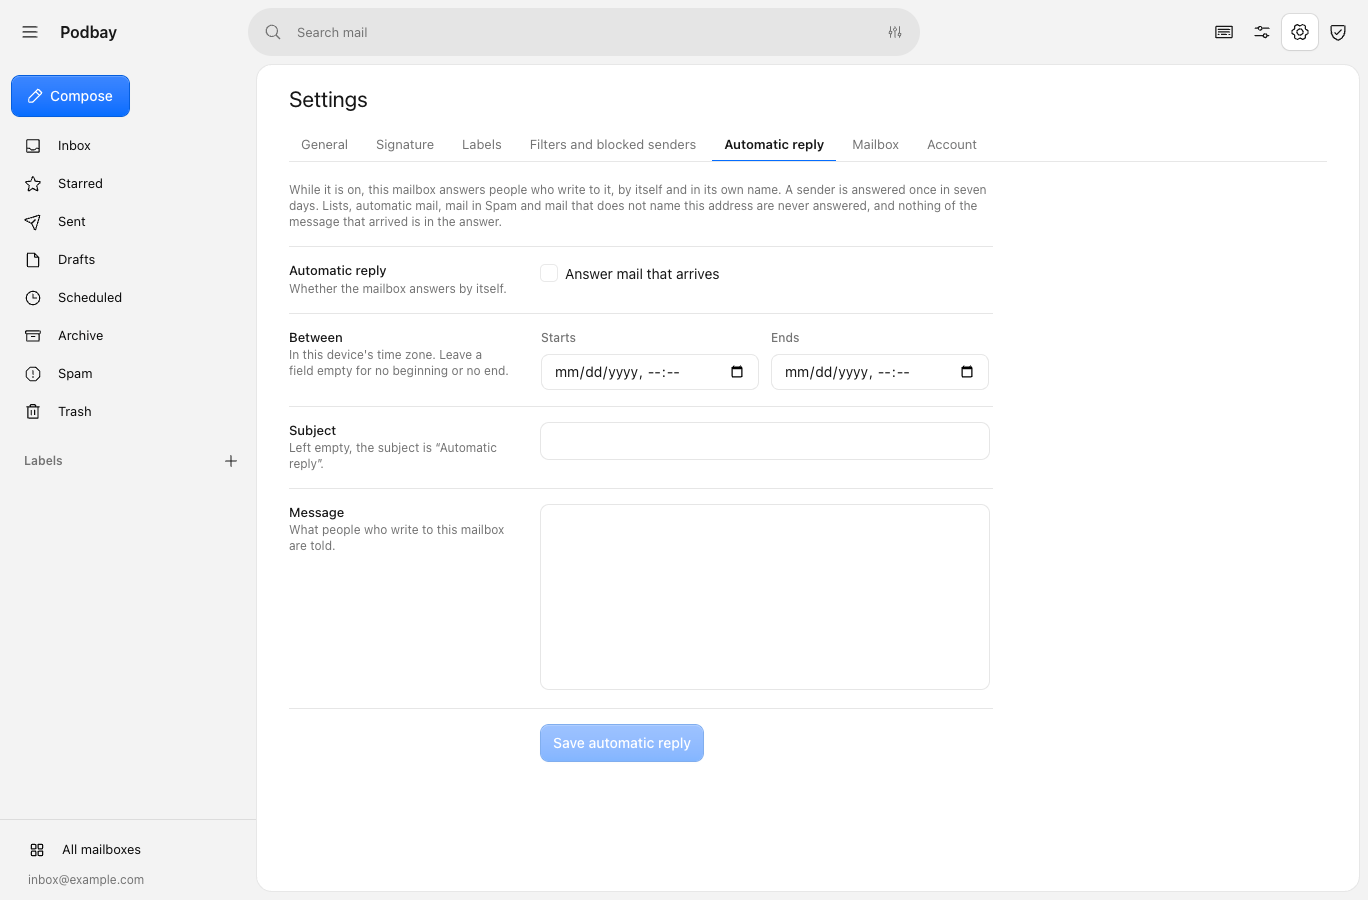 Podbay
Search mail
Compose
Inbox
Starred
Sent
Drafts
Scheduled
Archive
Spam
Trash
Labels
All mailboxes
inbox@example.com
Settings
General
Signature
Labels
Filters and blocked senders
Automatic reply
Mailbox
Account
While it is on, this mailbox answers people who write to it, by itself and in its own name. A sender is answered once in seven
days. Lists, automatic mail, mail in Spam and mail that does not name this address are never answered, and nothing of the
message that arrived is in the answer.
Automatic reply
Whether the mailbox answers by itself.
Answer mail that arrives
Between
In this device's time zone. Leave a
field empty for no beginning or no end.
Starts
mm/dd/yyyy, --:--
Ends
mm/dd/yyyy, --:--
Subject
Left empty, the subject is “Automatic
reply”.
Message
What people who write to this mailbox
are told.
Save automatic reply